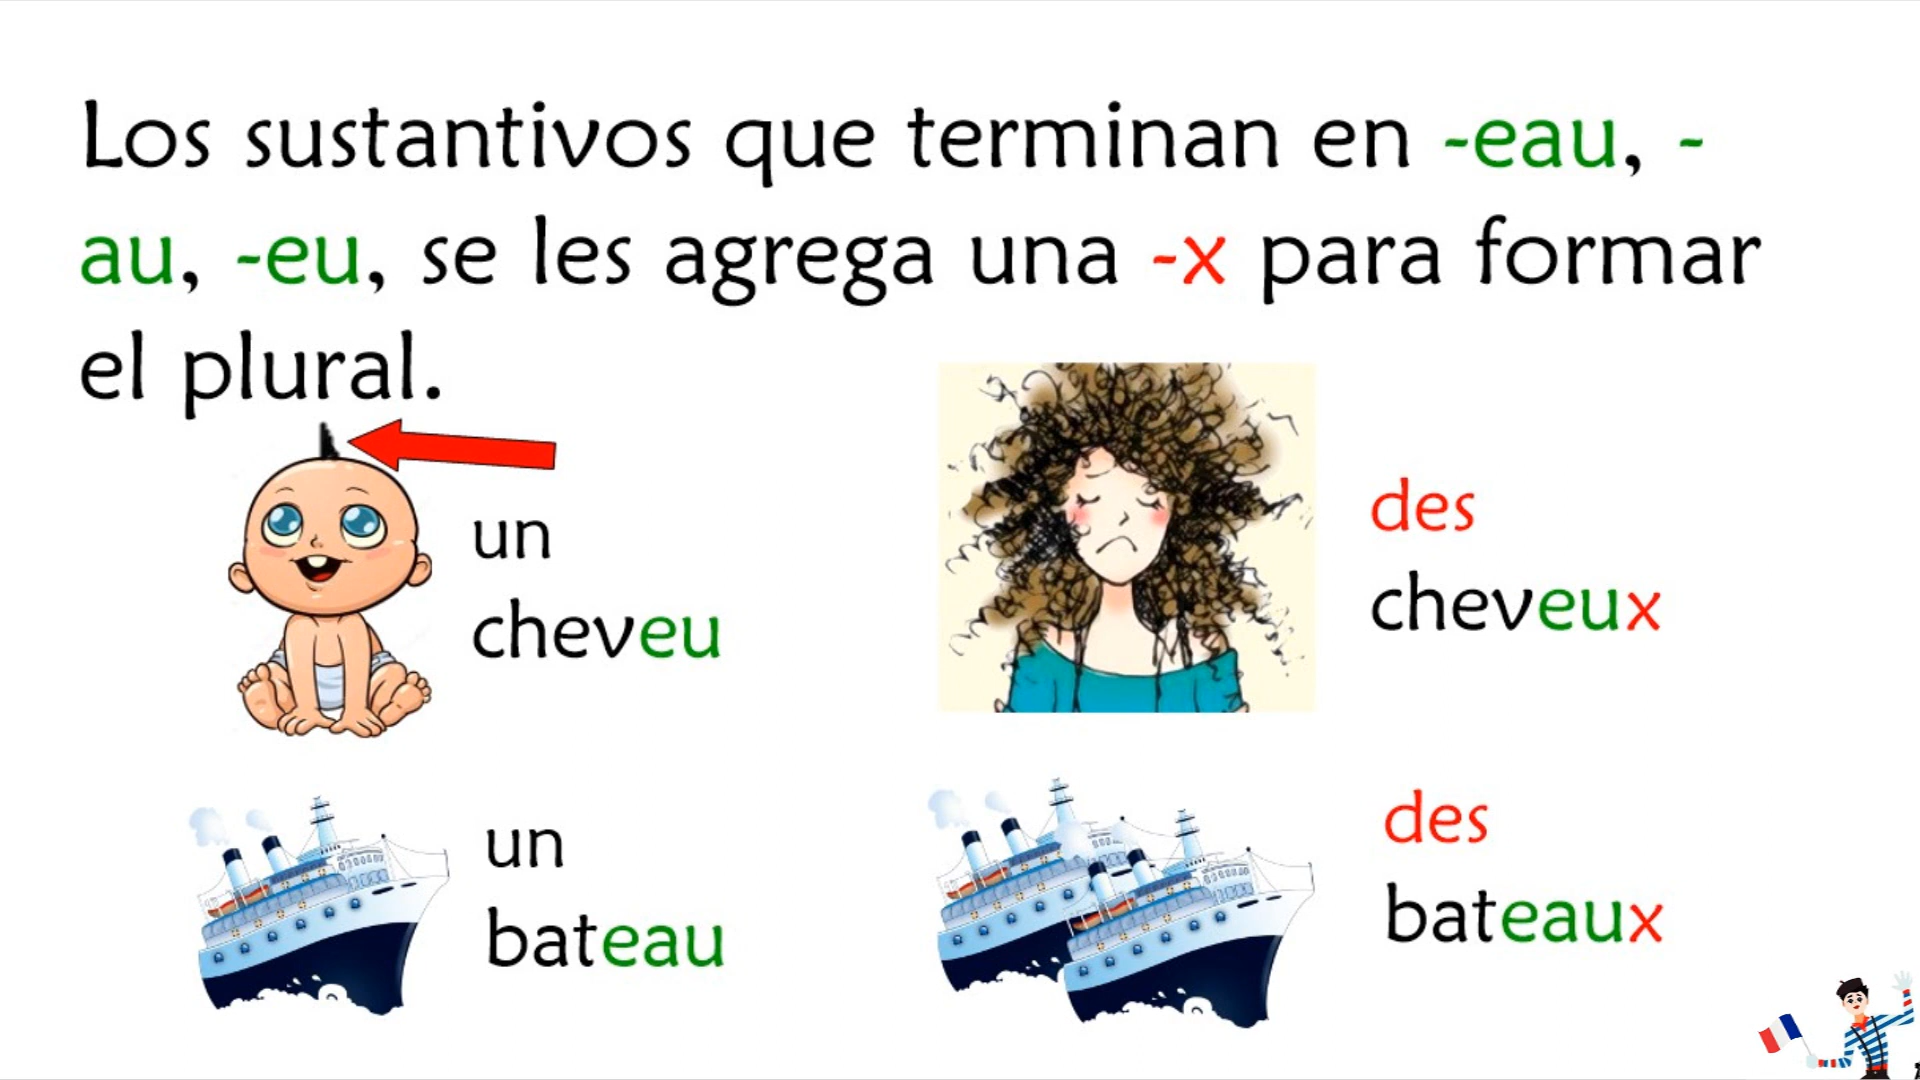 Los sustantivos que terminan en -eau, -
au, -eu, se les agrega una -x para formar
el plural.
un
cheveu
des
cheveux
un
bateau
des
bateaux